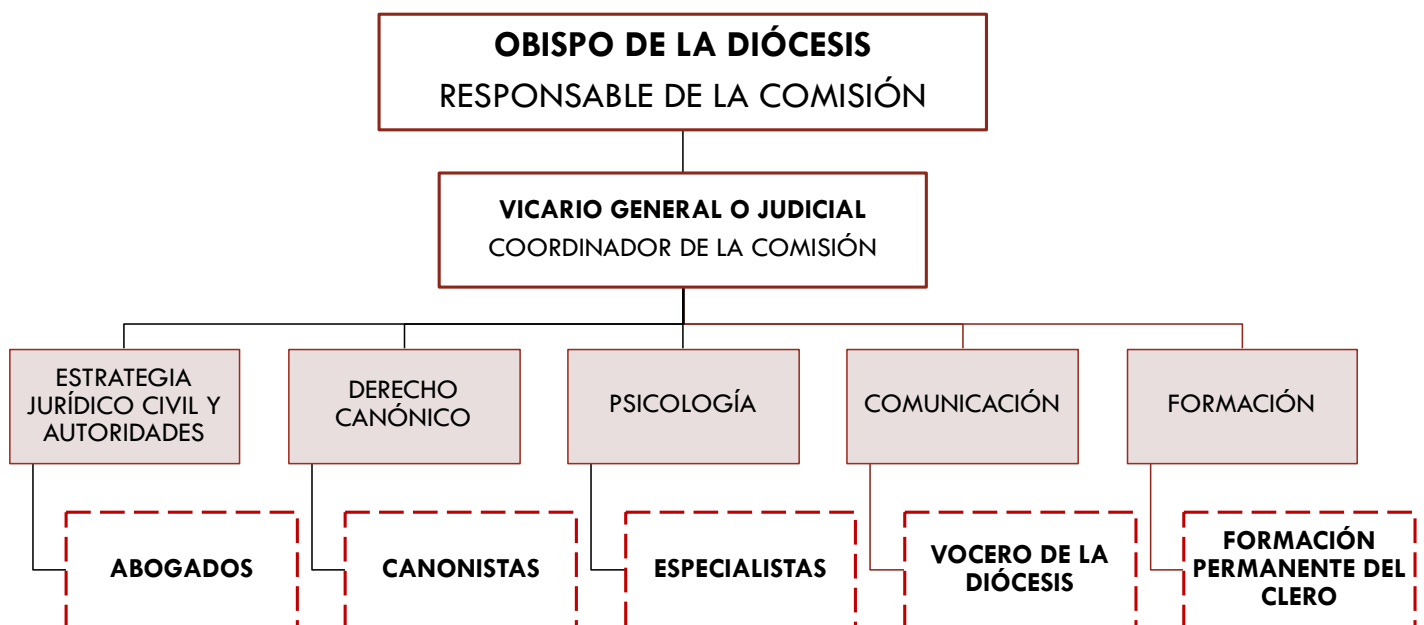 OBISPO DE LA DIÓCESIS
RESPONSABLE DE LA COMISIÓN
VICARIO GENERAL O JUDICIAL
COORDINADOR DE LA COMISIÓN
ESTRATEGIA
JURÍDICO CIVIL Y
AUTORIDADES
DERECHO
CANÓNICO
PSICOLOGÍA
COMUNICACIÓN
FORMACIÓN
ABOGADOS
CANONISTAS
ESPECIALISTAS
VOCERO DE LA
DIÓCESIS
FORMACIÓN
PERMANENTE DEL
CLERO